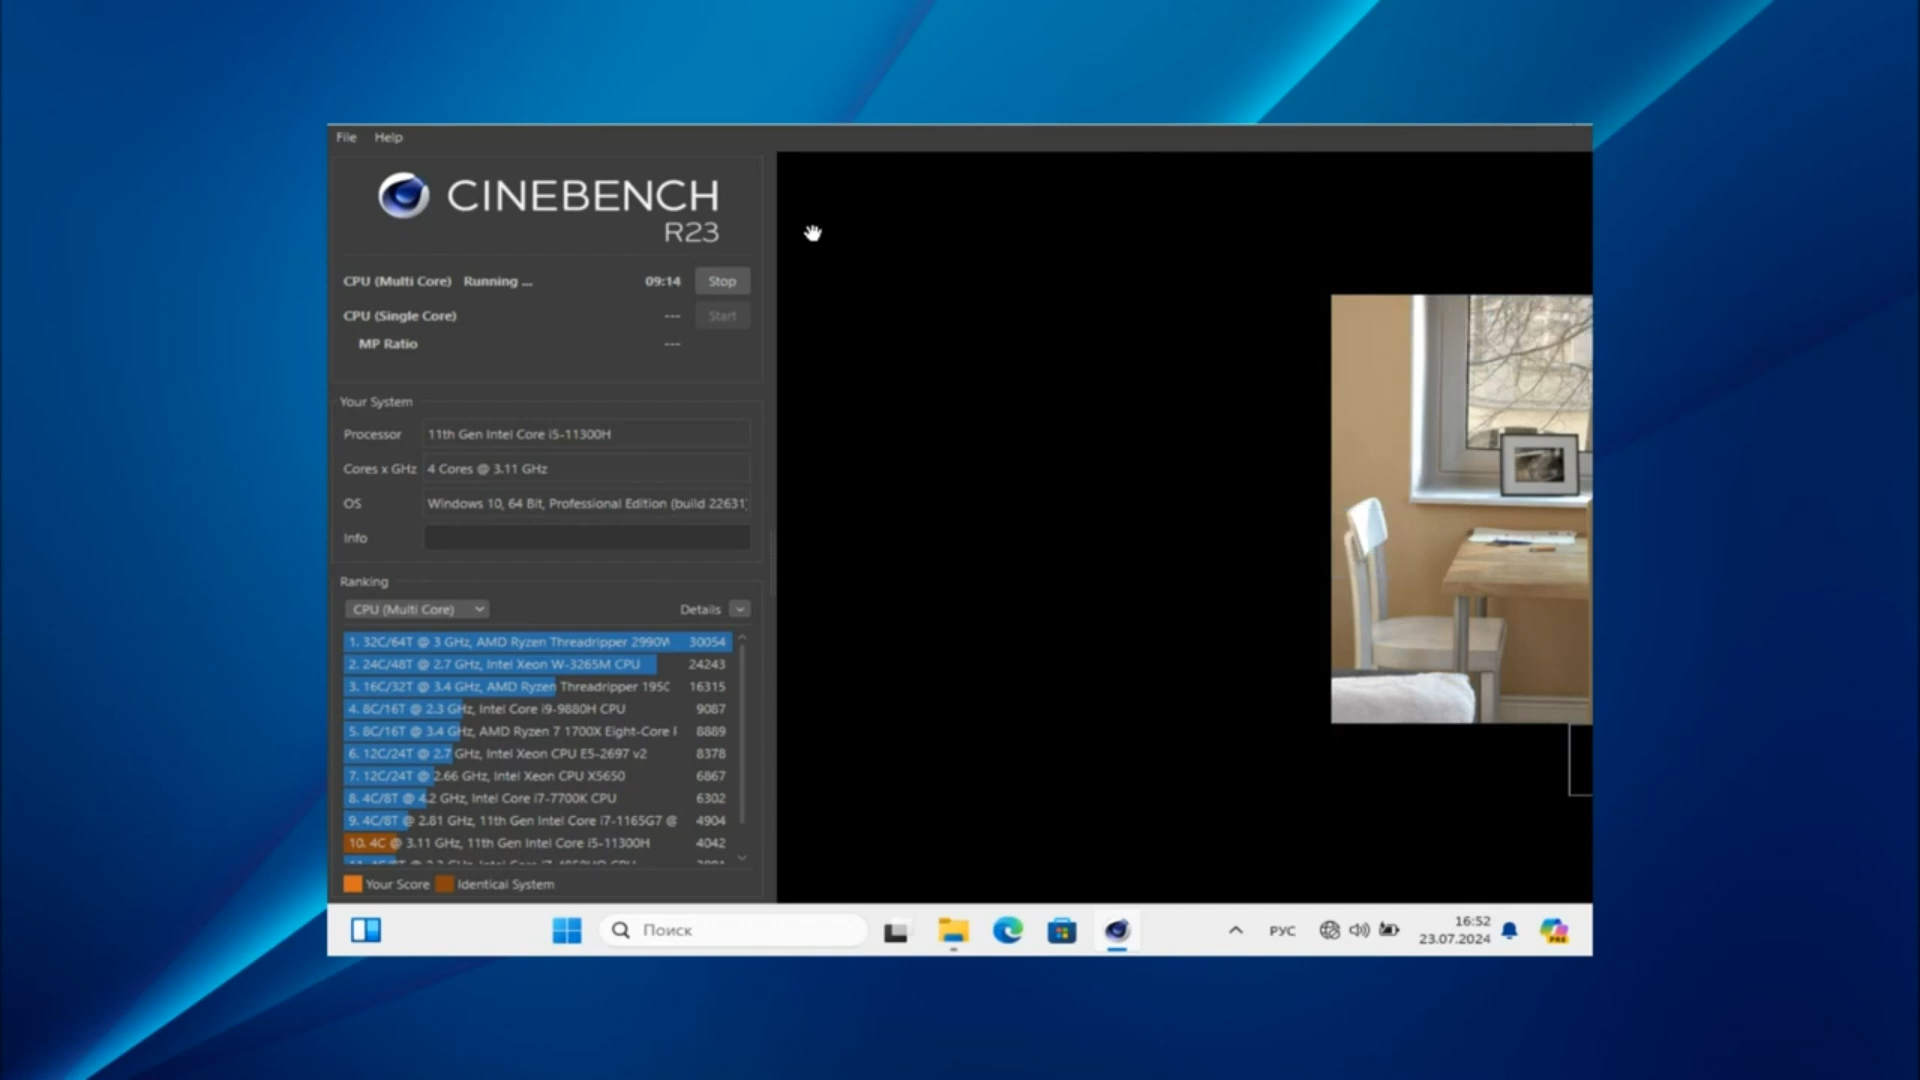 File Help
CINEBENCH
R23
CPU (Multi Core) Running ... 09:14 Stop
CPU (Single Core) --- Start
MP Ratio ---
Your System
Processor 11th Gen Intel Core i5-11300H
Cores x GHz 4 Cores @ 3.11 GHz
OS Windows 10, 64 Bit, Professional Edition (build 22631)
Info
Ranking
CPU (Multi Core) Details
1. 32C/64T @ 3 GHz, AMD Ryzen Threadripper 2990W 30054
2. 24C/48T @ 2.7 GHz, Intel Xeon W-3265M CPU 24243
3. 16C/32T @ 3.4 GHz, AMD Ryzen Threadripper 1950 16315
4. 8C/16T @ 2.3 GHz, Intel Core i9-9880H CPU 9087
5. 8C/16T @ 3.4 GHz, AMD Ryzen 7 1700X Eight-Core 8889
6. 12C/24T @ 2.7 GHz, Intel Xeon CPU E5-2697 v2 8378
7. 12C/24T @ 2.66 GHz, Intel Xeon CPU X5650 6867
8. 4C/8T @ 4.2 GHz, Intel Core i7-7700K CPU 6302
9. 4C/8T @ 2.81 GHz, 11th Gen Intel Core i7-1165G7 @ 4904
10. 4C @ 3.11 GHz, 11th Gen Intel Core i5-11300H 4042
Your Score Identical System
Поиск РУС 16:52
23.07.2024
PRE